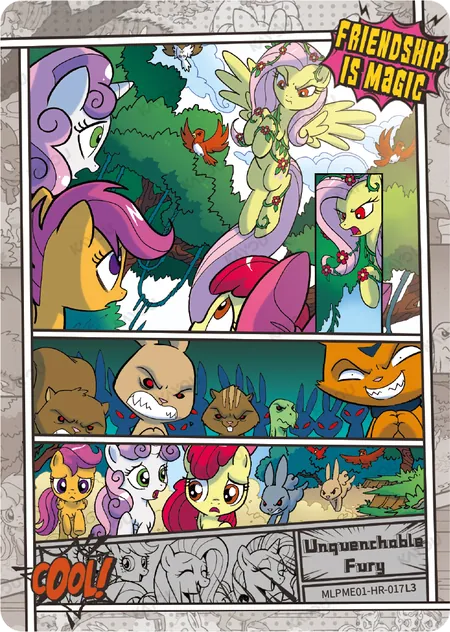 FRIENDSHIP
IS MAGIC
COOL!
Unquenchable
Fury
MLPME01-HR-017L3